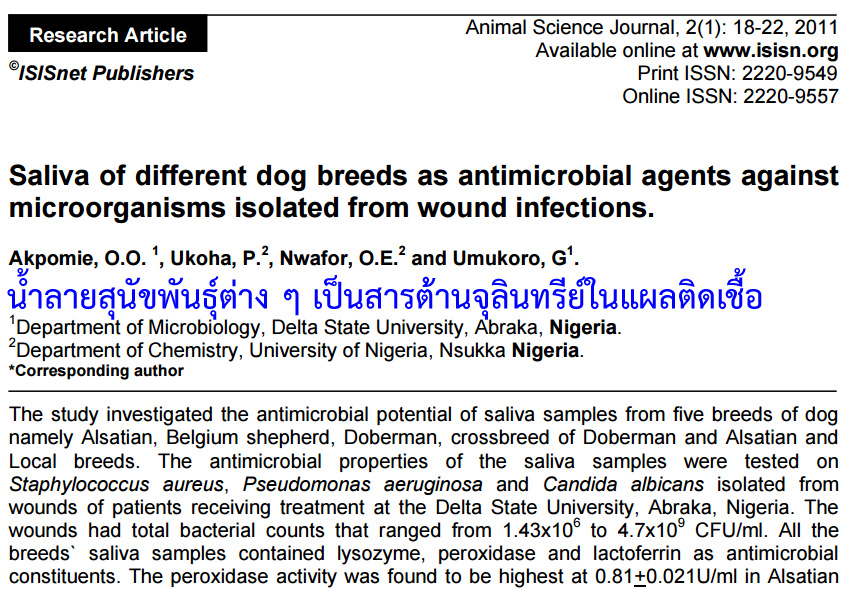 Research Article
©ISISnet Publishers
Animal Science Journal, 2(1): 18-22, 2011
Available online at www.isisn.org
Print ISSN: 2220-9549
Online ISSN: 2220-9557
Saliva of different dog breeds as antimicrobial agents against
microorganisms isolated from wound infections.
Akpomie, O.O. ¹, Ukoha, P.², Nwafor, O.E.² and Umukoro, G¹.
น้ำลายสุนัขพันธุ์ต่าง ๆ เป็นสารต้านจุลินทรีย์ในแผลติดเชื้อ
¹Department of Microbiology, Delta State University, Abraka, Nigeria.
²Department of Chemistry, University of Nigeria, Nsukka Nigeria.
*Corresponding author
The study investigated the antimicrobial potential of saliva samples from five breeds of dog
namely Alsatian, Belgium shepherd, Doberman, crossbreed of Doberman and Alsatian and
Local breeds. The antimicrobial properties of the saliva samples were tested on
Staphylococcus aureus, Pseudomonas aeruginosa and Candida albicans isolated from
wounds of patients receiving treatment at the Delta State University, Abraka, Nigeria. The
wounds had total bacterial counts that ranged from 1.43x10⁶ to 4.7x10⁹ CFU/ml. All the
breeds` saliva samples contained lysozyme, peroxidase and lactoferrin as antimicrobial
constituents. The peroxidase activity was found to be highest at 0.81±0.021U/ml in Alsatian